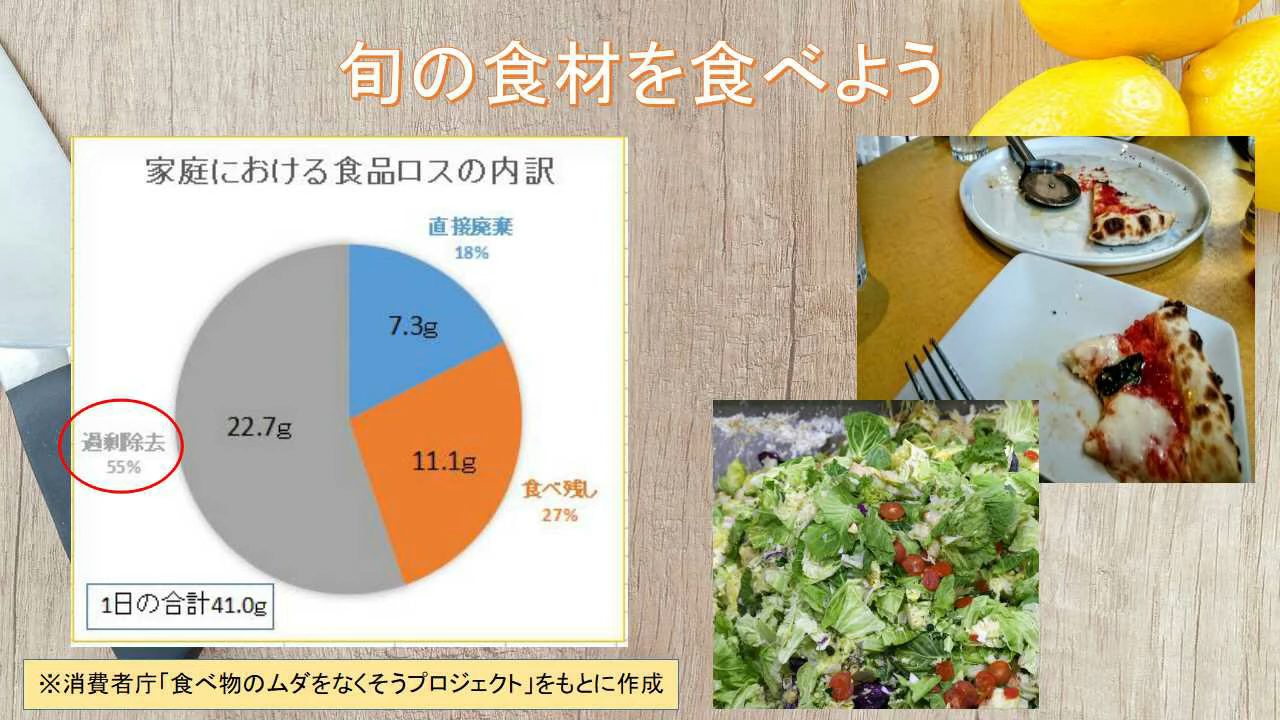 旬の食材を食べよう
家庭における食品ロスの内訳
直接廃棄
18%
7.3g
22.7g
過剰除去
55%
11.1g
食べ残し
27%
1日の合計41.0g
※消費者庁「食べ物のムダをなくそうプロジェクト」をもとに作成